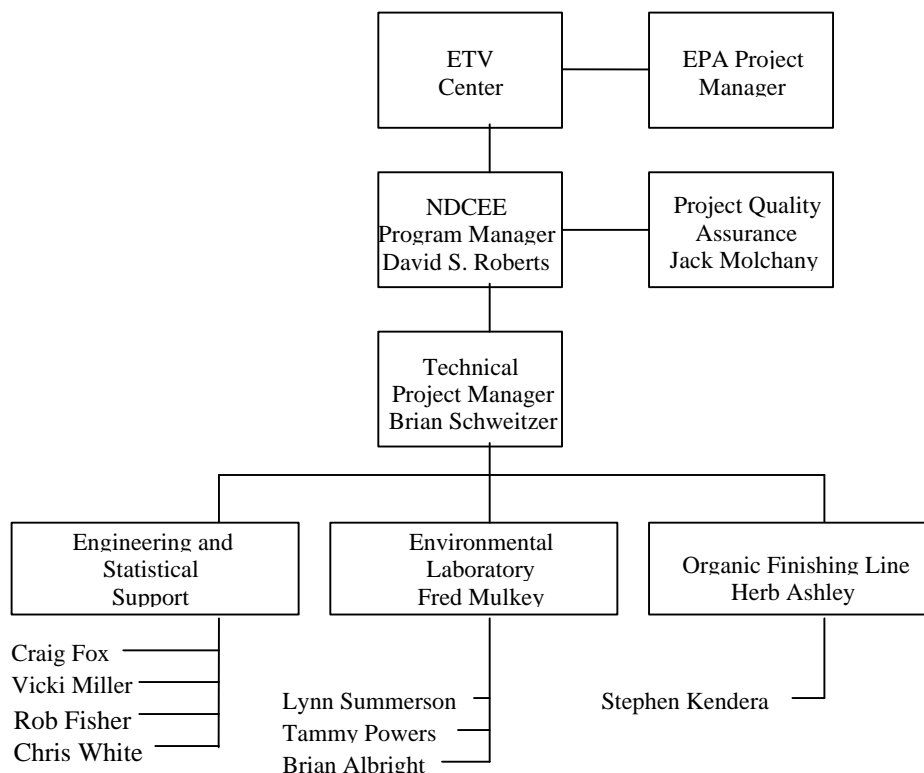 ETV
Center
EPA Project
Manager
NDCEE
Program Manager
David S. Roberts
Project Quality
Assurance
Jack Molchany
Technical
Project Manager
Brian Schweitzer
Engineering and
Statistical
Support
Environmental
Laboratory
Fred Mulkey
Organic Finishing Line
Herb Ashley
Craig Fox
Vicki Miller
Rob Fisher
Chris White
Lynn Summerson
Tammy Powers
Brian Albright
Stephen Kendera